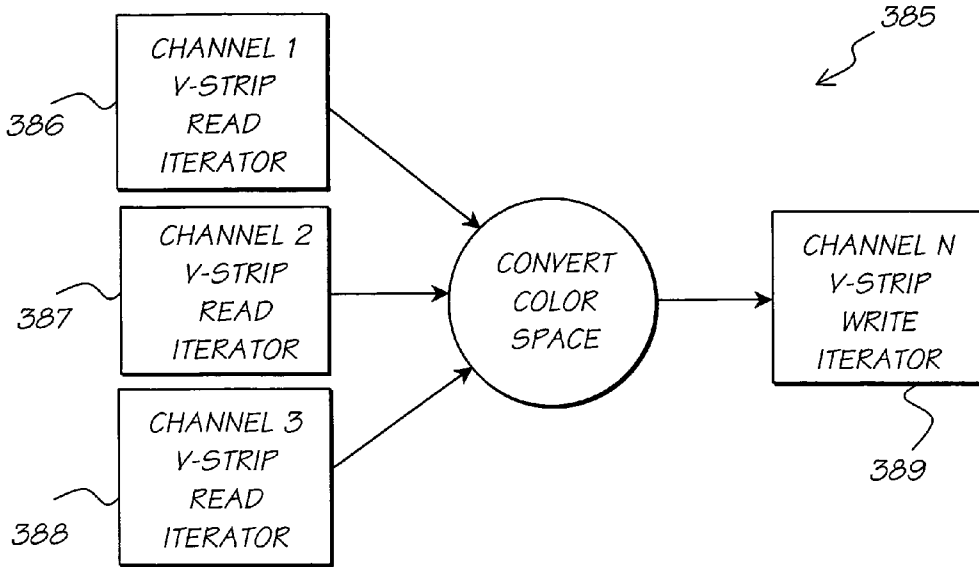 385
CHANNEL 1
V-STRIP
READ
ITERATOR
386
CHANNEL 2
V-STRIP
READ
ITERATOR
387
CHANNEL 3
V-STRIP
READ
ITERATOR
388
CONVERT
COLOR
SPACE
CHANNEL N
V-STRIP
WRITE
ITERATOR
389